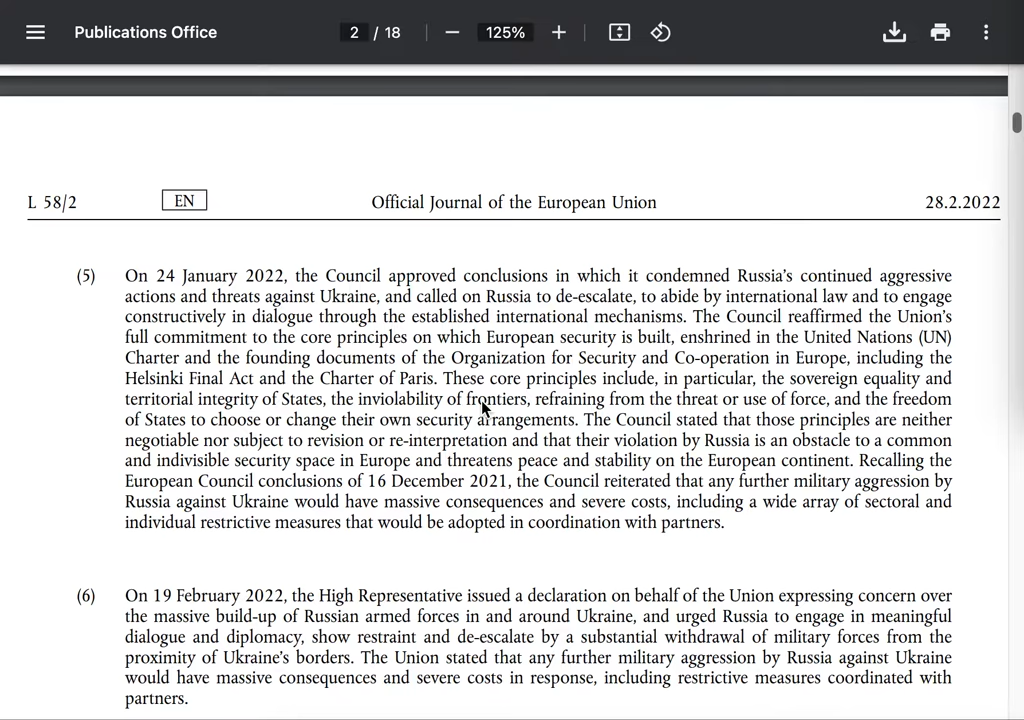 Publications Office
2 / 18
125%
L 58/2
EN
Official Journal of the European Union
28.2.2022
(5) On 24 January 2022, the Council approved conclusions in which it condemned Russia’s continued aggressive
actions and threats against Ukraine, and called on Russia to de-escalate, to abide by international law and to engage
constructively in dialogue through the established international mechanisms. The Council reaffirmed the Union’s
full commitment to the core principles on which European security is built, enshrined in the United Nations (UN)
Charter and the founding documents of the Organization for Security and Co-operation in Europe, including the
Helsinki Final Act and the Charter of Paris. These core principles include, in particular, the sovereign equality and
territorial integrity of States, the inviolability of frontiers, refraining from the threat or use of force, and the freedom
of States to choose or change their own security arrangements. The Council stated that those principles are neither
negotiable nor subject to revision or re-interpretation and that their violation by Russia is an obstacle to a common
and indivisible security space in Europe and threatens peace and stability on the European continent. Recalling the
European Council conclusions of 16 December 2021, the Council reiterated that any further military aggression by
Russia against Ukraine would have massive consequences and severe costs, including a wide array of sectoral and
individual restrictive measures that would be adopted in coordination with partners.
(6) On 19 February 2022, the High Representative issued a declaration on behalf of the Union expressing concern over
the massive build-up of Russian armed forces in and around Ukraine, and urged Russia to engage in meaningful
dialogue and diplomacy, show restraint and de-escalate by a substantial withdrawal of military forces from the
proximity of Ukraine’s borders. The Union stated that any further military aggression by Russia against Ukraine
would have massive consequences and severe costs in response, including restrictive measures coordinated with
partners.